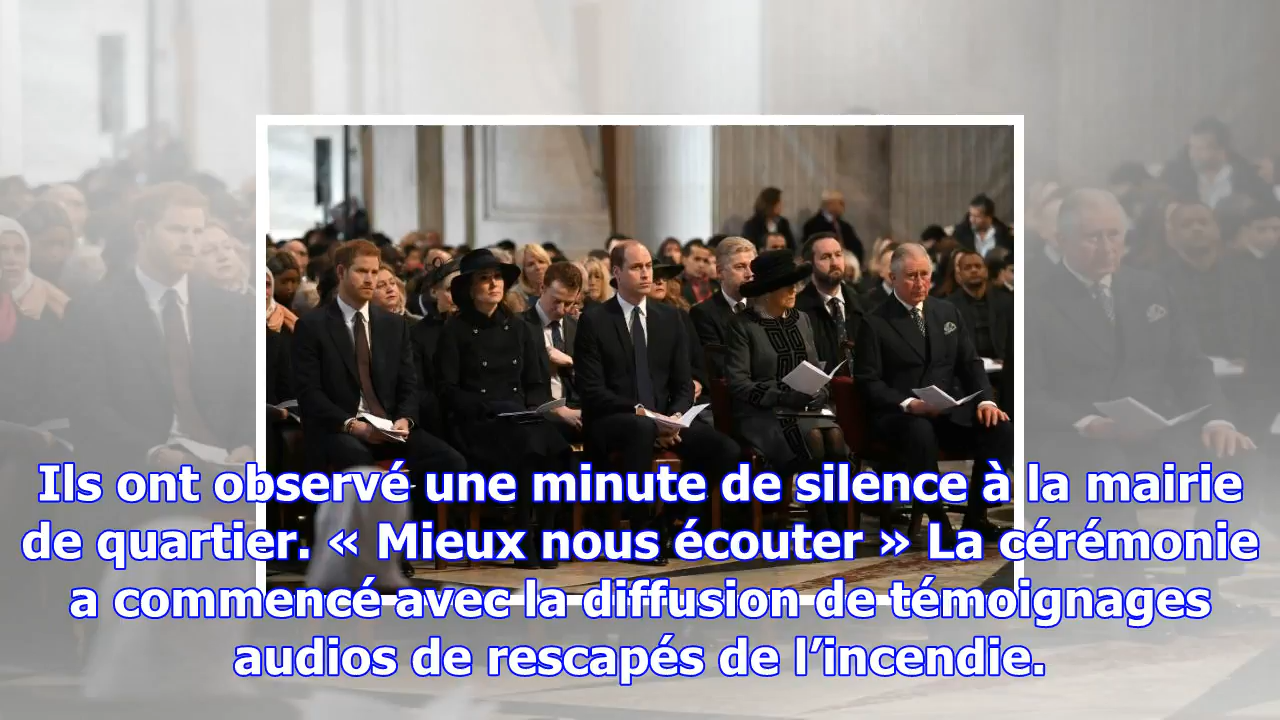 Ils ont observé une minute de silence à la mairie
de quartier. « Mieux nous écouter » La cérémonie
a commencé avec la diffusion de témoignages
audios de rescapés de l’incendie.